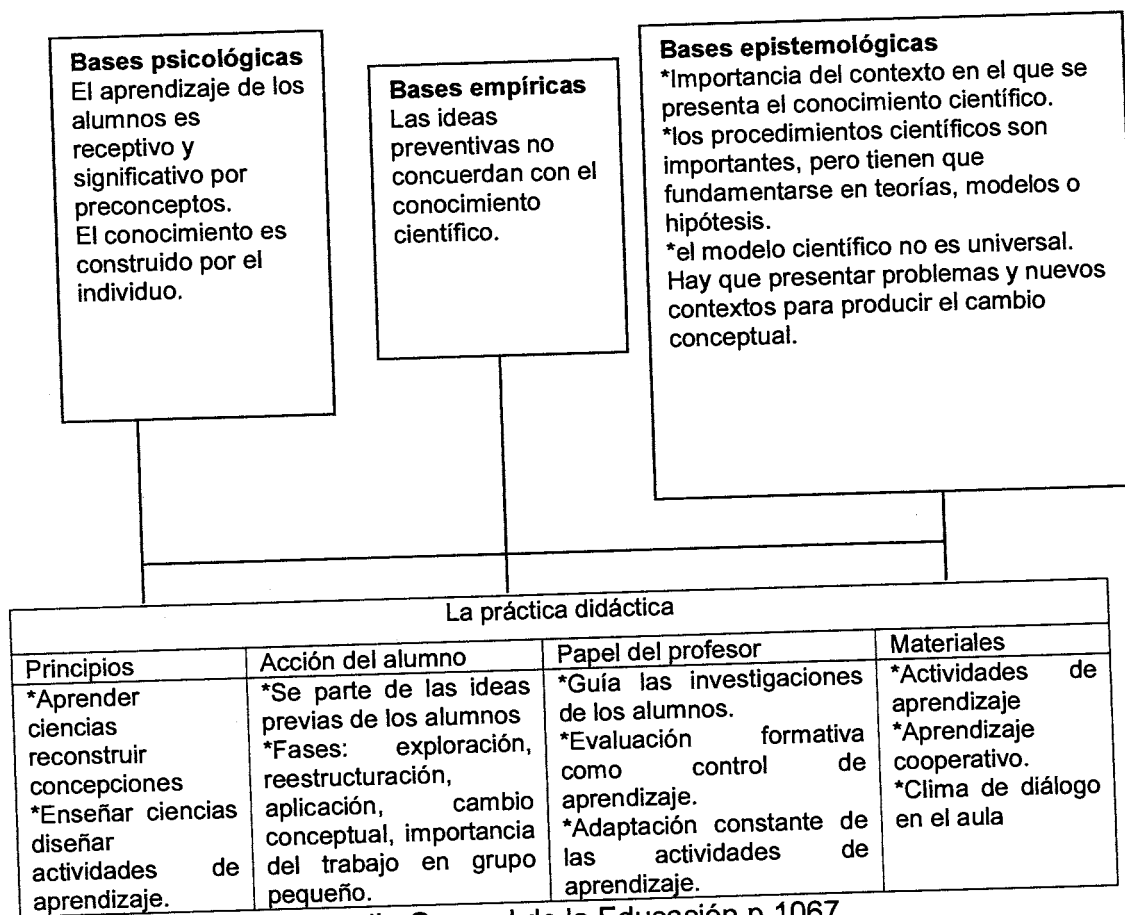 Bases psicológicas
El aprendizaje de los
alumnos es
receptivo y
significativo por
preconceptos.
El conocimiento es
construido por el
individuo.
Bases empíricas
Las ideas
preventivas no
concuerdan con el
conocimiento
científico.
Bases epistemológicas
*Importancia del contexto en el que se
presenta el conocimiento científico.
*los procedimientos científicos son
importantes, pero tienen que
fundamentarse en teorías, modelos o
hipótesis.
*el modelo científico no es universal.
Hay que presentar problemas y nuevos
contextos para producir el cambio
conceptual.
La práctica didáctica
Principios
*Aprender
ciencias
reconstruir
concepciones
*Enseñar ciencias
diseñar
actividades de
aprendizaje.
Acción del alumno
*Se parte de las ideas
previas de los alumnos
*Fases: exploración,
reestructuración,
aplicación, cambio
conceptual, importancia
del trabajo en grupo
pequeño.
Papel del profesor
*Guía las investigaciones
de los alumnos.
*Evaluación formativa
como control de
aprendizaje.
*Adaptación constante de
las actividades de
aprendizaje.
Materiales
*Actividades de
aprendizaje
*Aprendizaje
cooperativo.
*Clima de diálogo
en el aula
General de la Educación p 1067